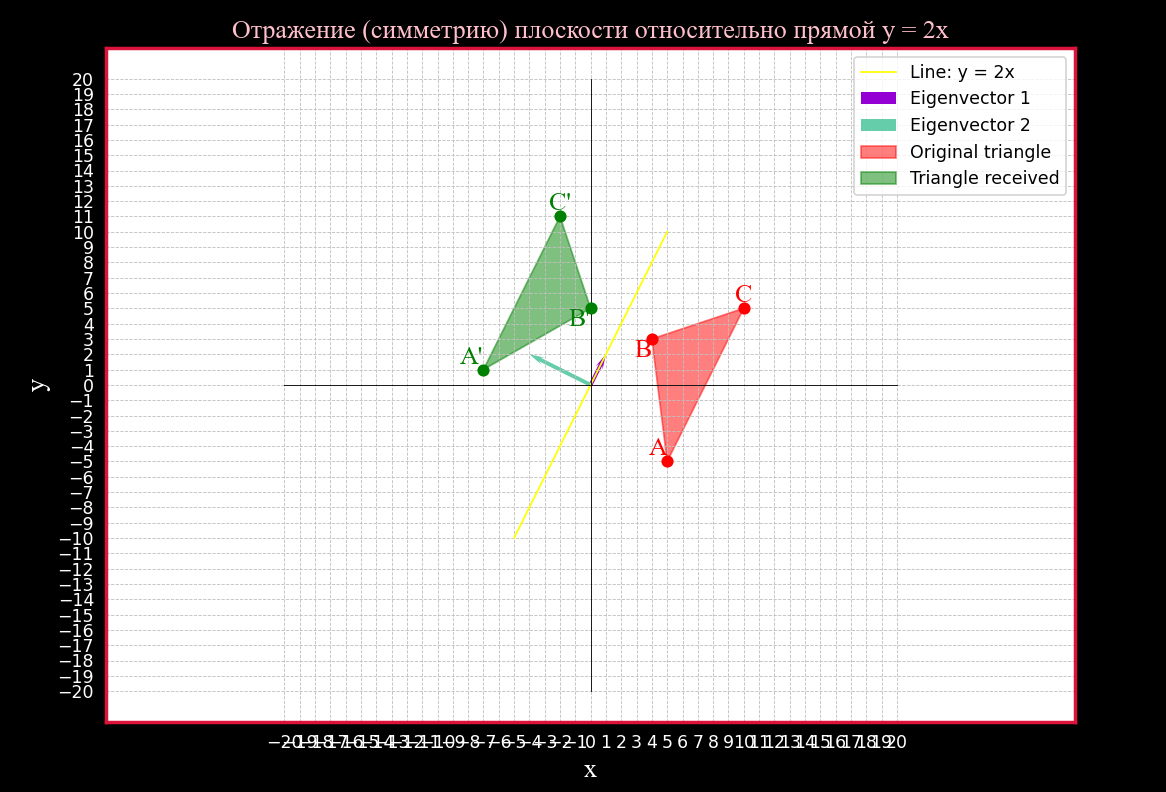 Отражение (симметрию) плоскости относительно прямой y = 2x
Line: y = 2x
Eigenvector 1
Eigenvector 2
Original triangle
Triangle received
20
19
18
17
16
15
14
13
12
11
10
9
8
7
6
5
4
3
2
1
0
−1
−2
−3
−4
−5
−6
−7
−8
−9
−10
−11
−12
−13
−14
−15
−16
−17
−18
−19
−20
y
C'
B'
A'
C
B
A
−20 −19 −18 −17 −16 −15 −14 −13 −12 −11 −10 −9 −8 −7 −6 −5 −4 −3 −2 −1 0 1 2 3 4 5 6 7 8 9 10 11 12 13 14 15 16 17 18 19 20
x